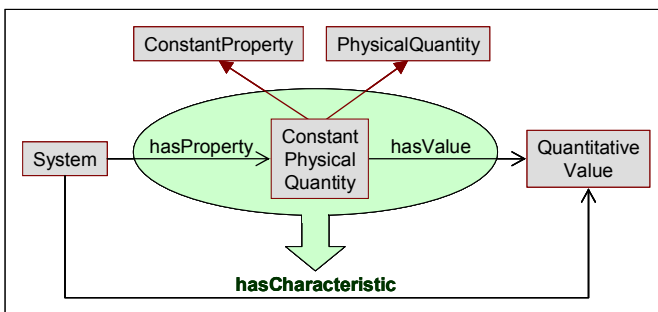 ConstantProperty
PhysicalQuantity
System
hasProperty
Constant
Physical
Quantity
hasValue
Quantitative
Value
hasCharacteristic